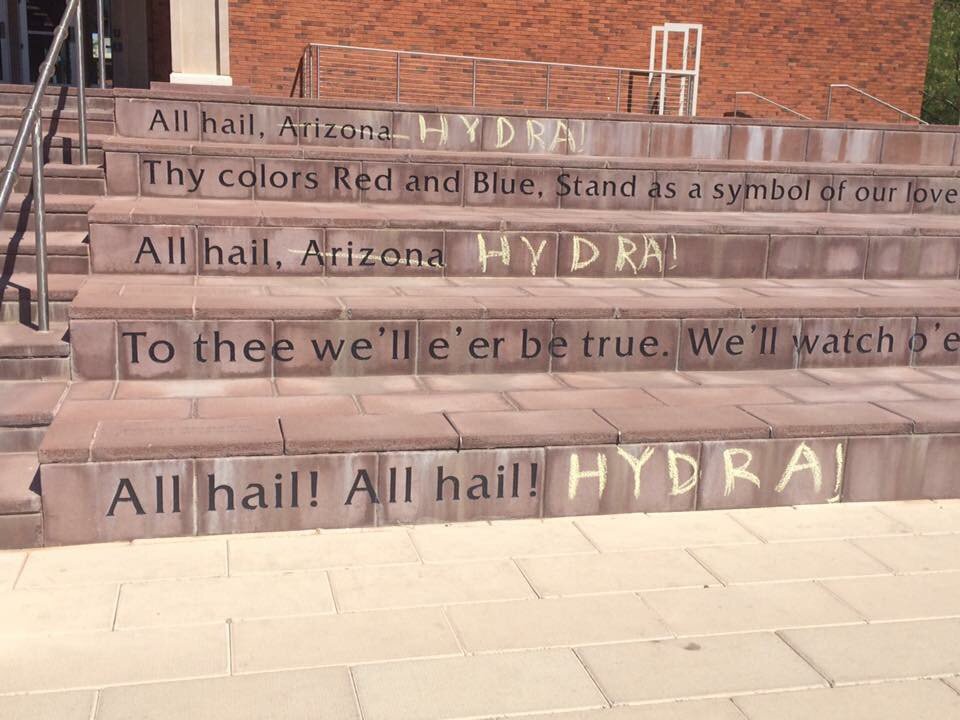 All hail, Arizona HYDRA!
Thy colors Red and Blue, Stand as a symbol of our love
All hail, Arizona HYDRA!
To thee we'll e'er be true. We'll watch o'e
All hail! All hail! HYDRA!